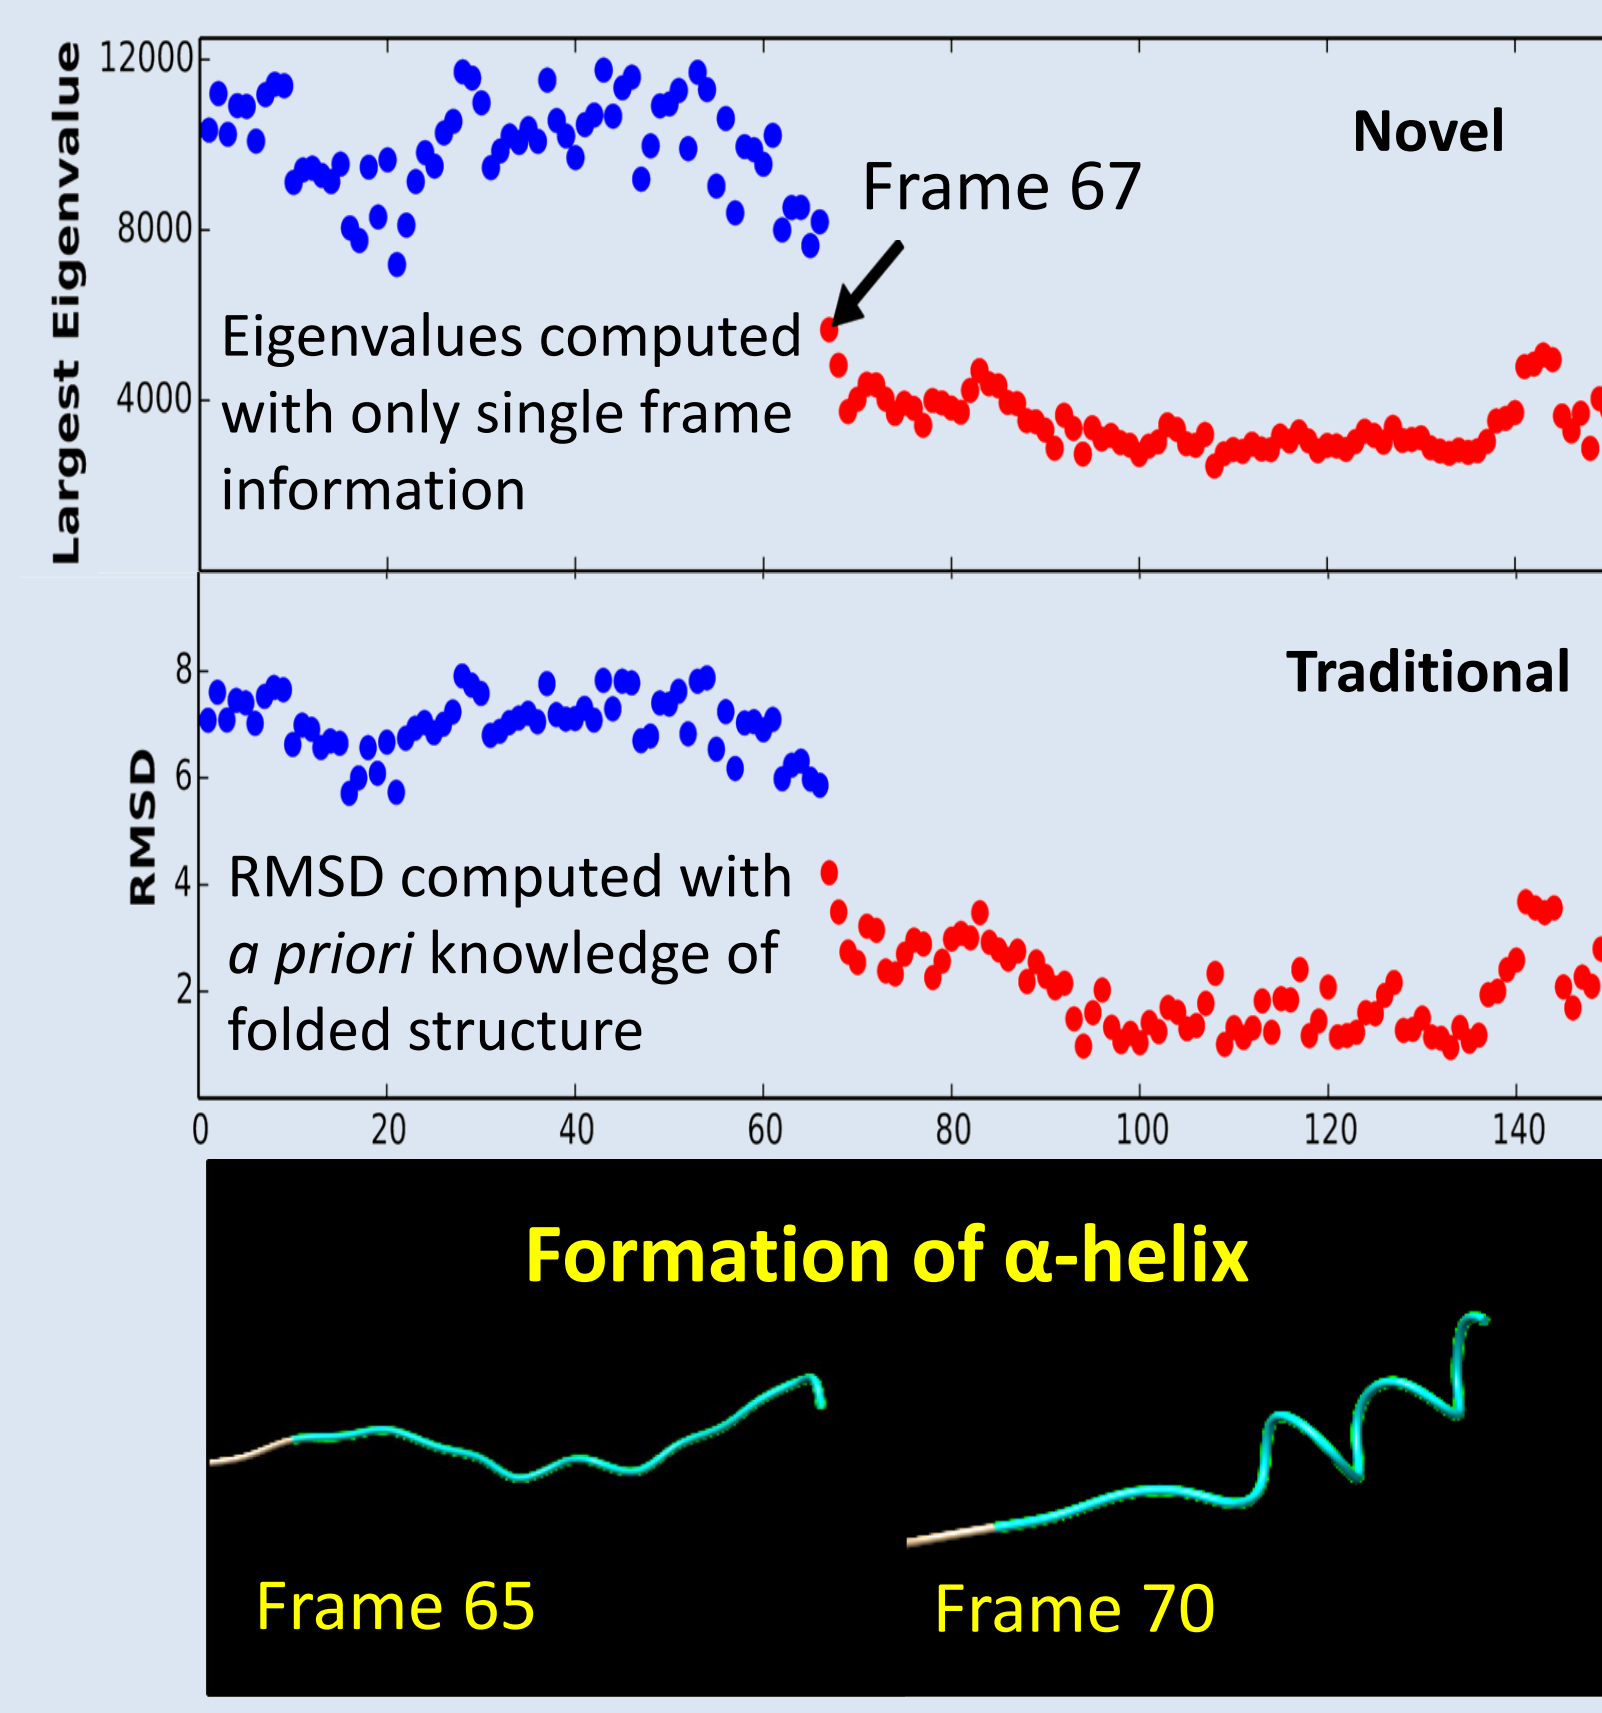 Largest Eigenvalue
12000
8000
4000
Novel
Frame 67
Eigenvalues computed
with only single frame
information
RMSD
8
6
4
2
Traditional
RMSD computed with
a priori knowledge of
folded structure
0 20 40 60 80 100 120 140
Formation of α-helix
Frame 65
Frame 70